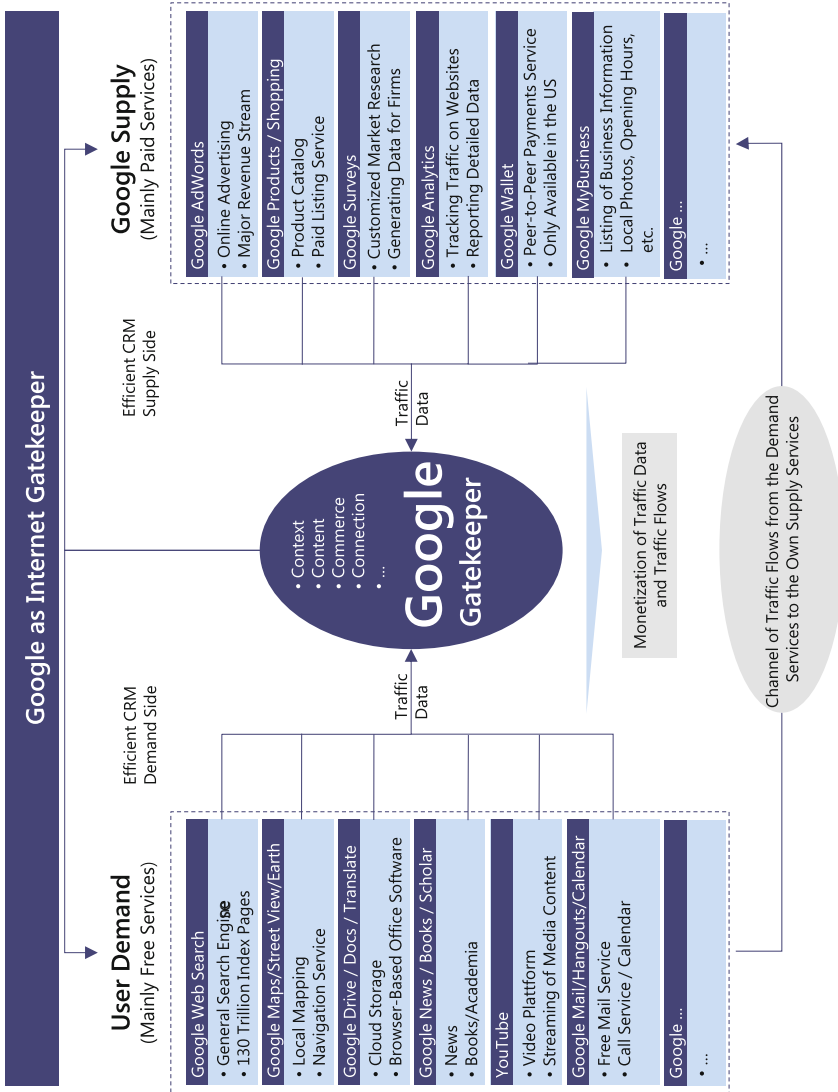 Google as Internet Gatekeeper
User Demand
(Mainly Free Services)
Efficient CRM
Demand Side
Efficient CRM
Supply Side
Google Supply
(Mainly Paid Services)
Google Web Search
• General Search Engise
• 130 Trillion Index Pages
Google Maps/Street View/Earth
• Local Mapping
• Navigation Service
Google Drive / Docs / Translate
• Cloud Storage
• Browser-Based Office Software
Google News / Books / Scholar
• News
• Books/Academia
YouTube
• Video Plattform
• Streaming of Media Content
Google Mail/Hangouts/Calendar
• Free Mail Service
• Call Service / Calendar
Google ...
• ...
Traffic
Data
• Context
• Content
• Commerce
• Connection
• ...
Google
Gatekeeper
Traffic
Data
Google AdWords
• Online Advertising
• Major Revenue Stream
Google Products / Shopping
• Product Catalog
• Paid Listing Service
Google Surveys
• Customized Market Research
• Generating Data for Firms
Google Analytics
• Tracking Traffic on Websites
• Reporting Detailed Data
Google Wallet
• Peer-to-Peer Payments Service
• Only Available in the US
Google MyBusiness
• Listing of Business Information
• Local Photos, Opening Hours,
etc.
Google ...
• ...
Monetization of Traffic Data
and Traffic Flows
Channel of Traffic Flows from the Demand
Services to the Own Supply Services